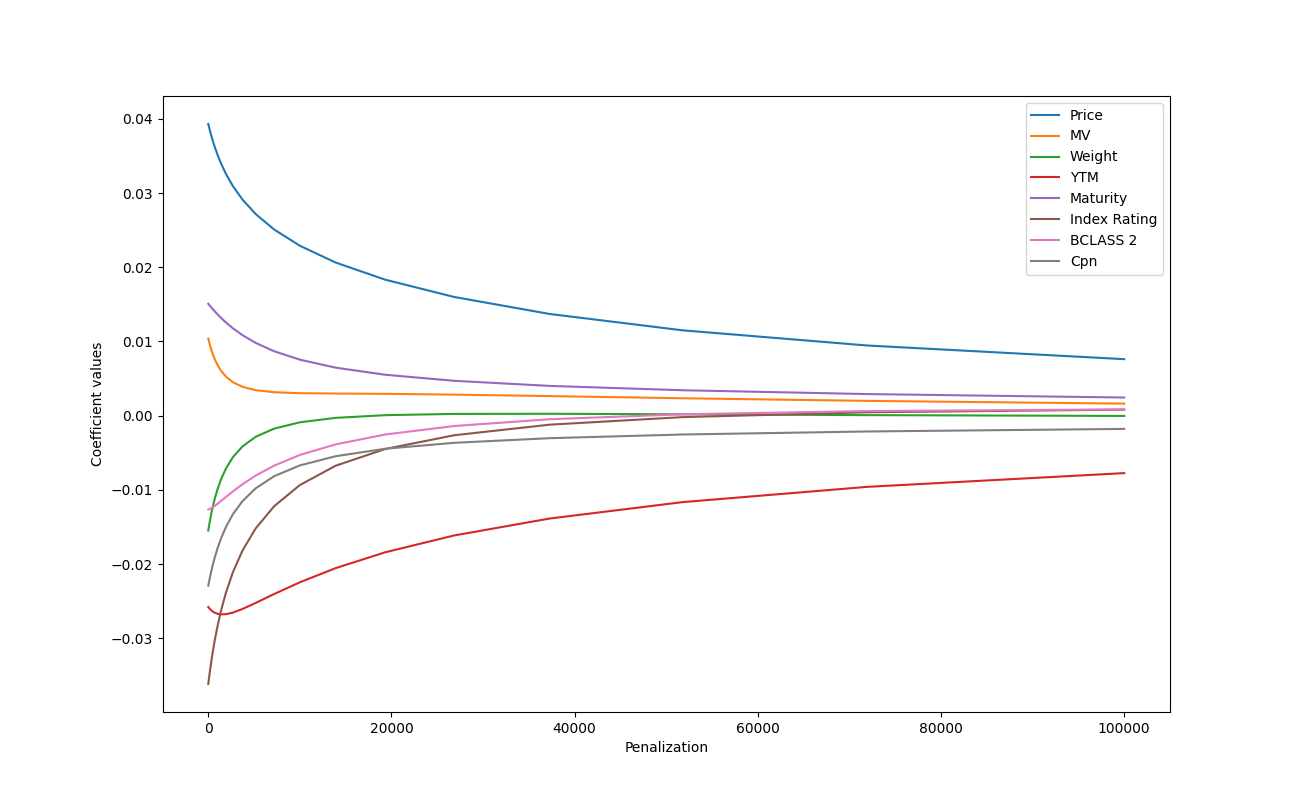 0.04
0.03
0.02
0.01
0.00
−0.01
−0.02
−0.03
Coefficient values
0 20000 40000 60000 80000 100000
Penalization
Price
MV
Weight
YTM
Maturity
Index Rating
BCLASS 2
Cpn